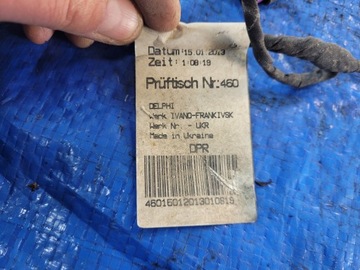 Datum:15.01.2013
Zeit: 1:08:19
Prüftisch Nr:460
DELPHI
Werk IVANO-FRANKIVSK
Werk Nr. - UKR
Made in Ukraine
DPR
46015012013010819